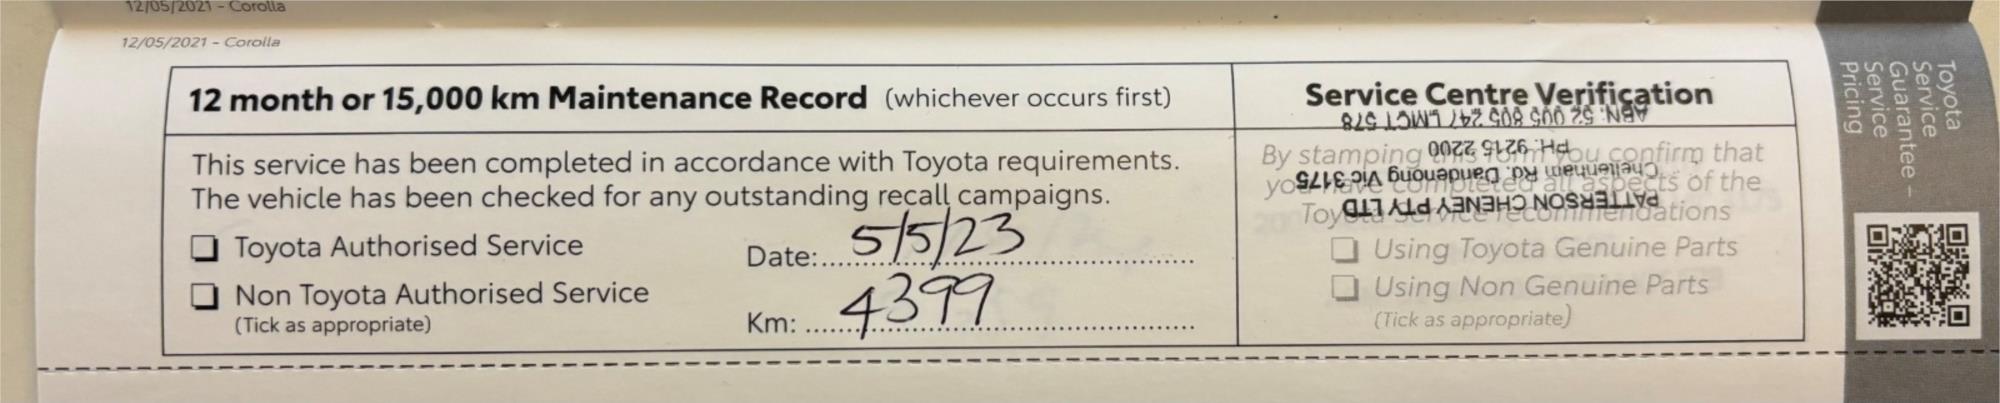 12/05/2021 - Corolla
12/05/2021 - Corolla
12 month or 15,000 km Maintenance Record (whichever occurs first)
This service has been completed in accordance with Toyota requirements.
The vehicle has been checked for any outstanding recall campaigns.
Toyota Authorised Service
Non Toyota Authorised Service
(Tick as appropriate)
Date: 5/5/23
Km: 4399
Service Centre Verification
By stamping this form you confirm that
you have completed all aspects of the
Toyota service recommendations
Using Toyota Genuine Parts
Using Non Genuine Parts
(Tick as appropriate)
PATTERSON CHENEY PTY LTD
Cheltenham Rd. Dandenong Vic 3175
PH: 9215 2200
ABN: 52 005 805 247 LMCT 578
Toyota
Service
Guarantee –
Service
Pricing